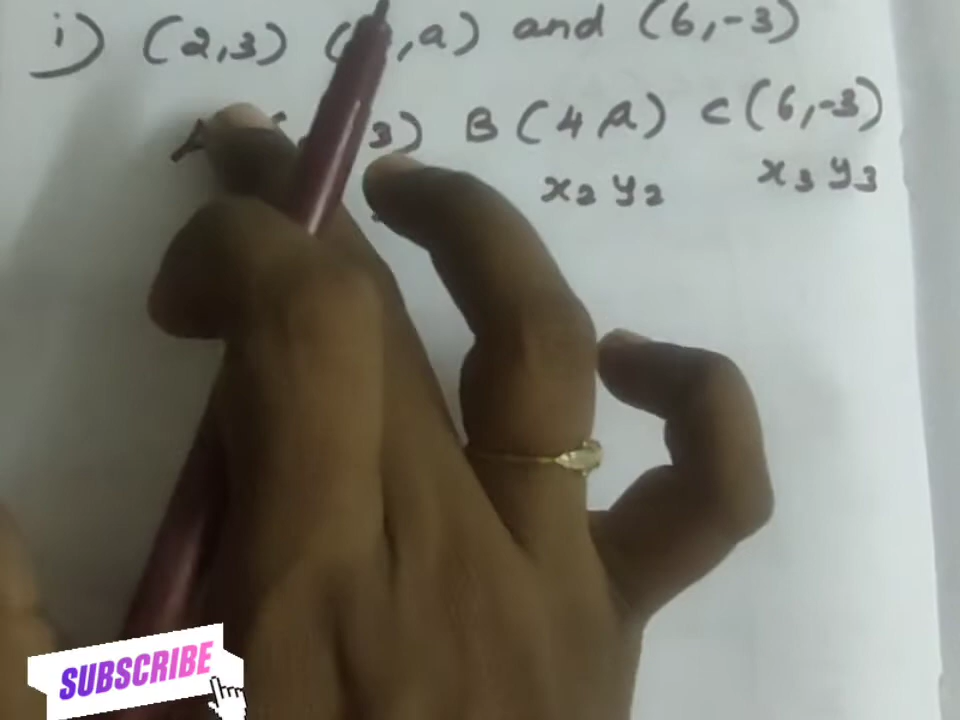 i) (2,3) ( ,a) and (6,-3)
3) B (4,a) C (6,-3)
x2 y2 x3 y3
SUBSCRIBE